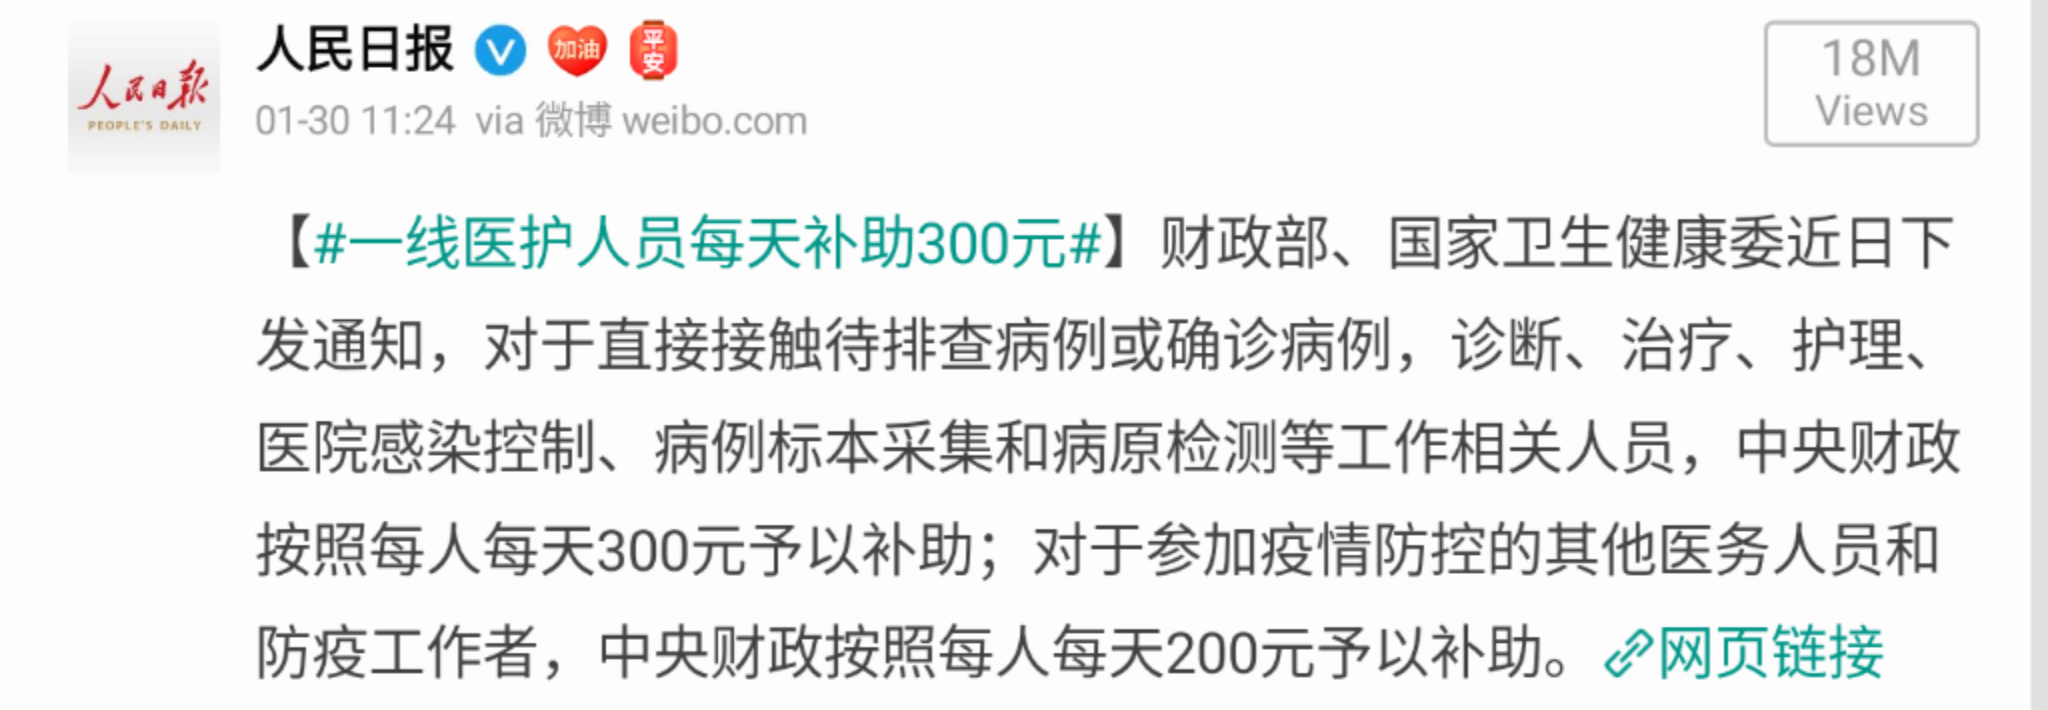 人民日报 加油 平安
人民日报
PEOPLE'S DAILY
01-30 11:24 via 微博 weibo.com
18M
Views
【#一线医护人员每天补助300元#】财政部、国家卫生健康委近日下
发通知，对于直接接触待排查病例或确诊病例，诊断、治疗、护理、
医院感染控制、病例标本采集和病原检测等工作相关人员，中央财政
按照每人每天300元予以补助；对于参加疫情防控的其他医务人员和
防疫工作者，中央财政按照每人每天200元予以补助。网页链接